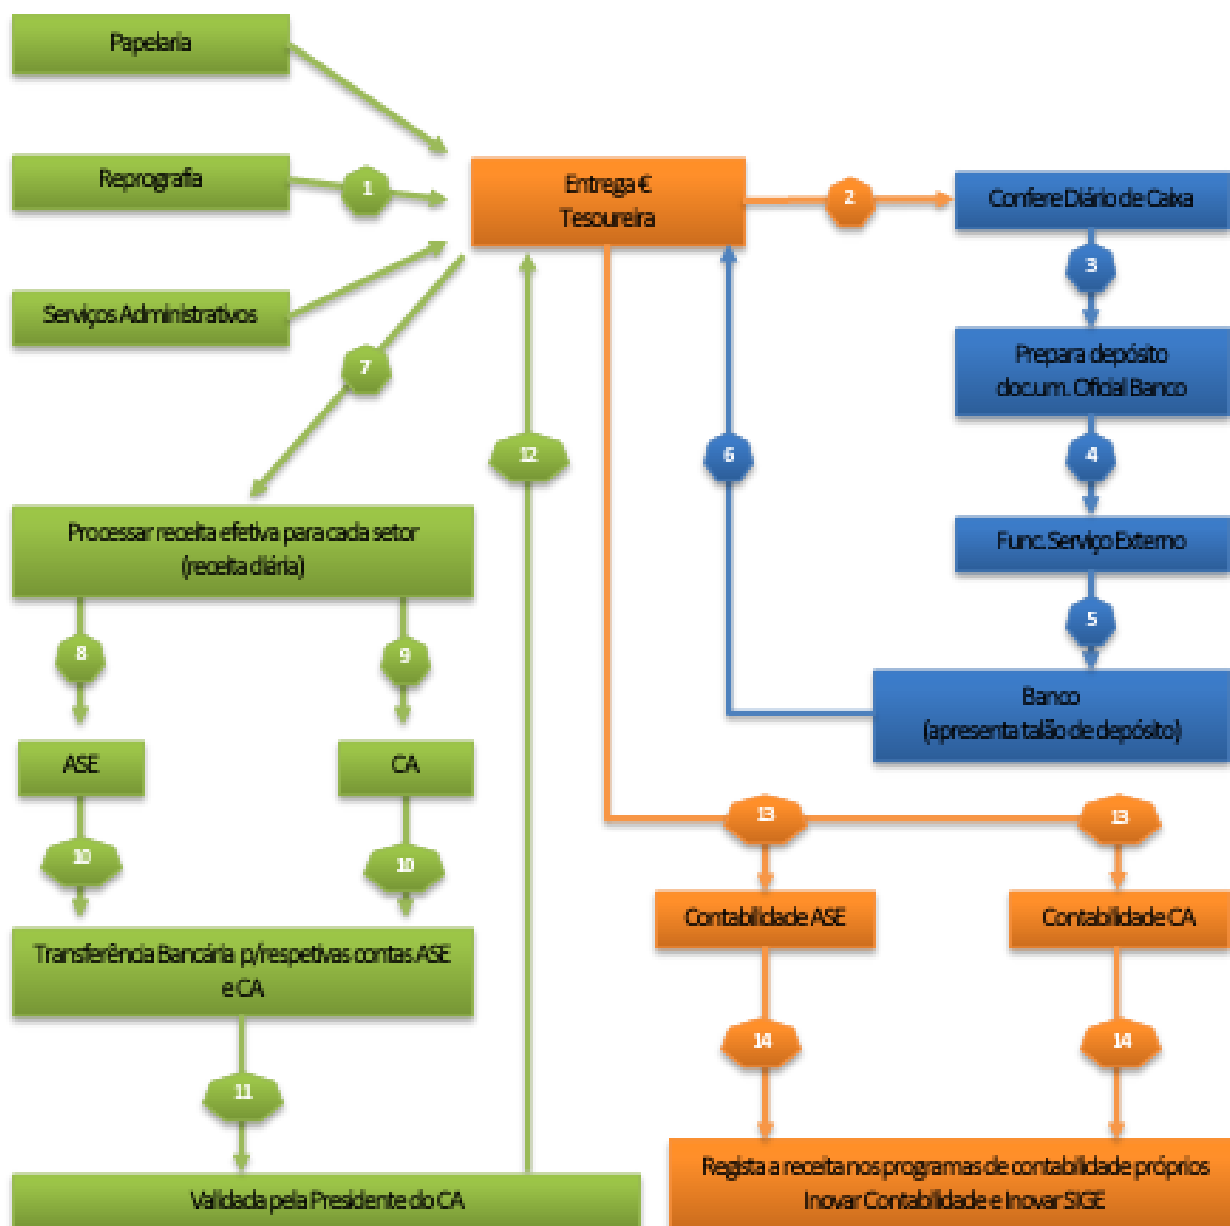 Papelaria
Reprografia
1
Entrega €
Tesoureira
2
Confere Diário de Caixa
3
Serviços Administrativos
7
Prepara depósito
docum. Oficial Banco
12
6
4
Processar receita efetiva para cada setor
(receita diária)
Func. Serviço Externo
5
8
9
Banco
(apresenta talão de depósito)
ASE
CA
13
13
10
10
Contabilidade ASE
Contabilidade CA
Transferência Bancária p/respetivas contas ASE
e CA
14
14
11
Validada pela Presidente do CA
Regista a receita nos programas de contabilidade próprios
Inovar Contabilidade e Inovar SIGE